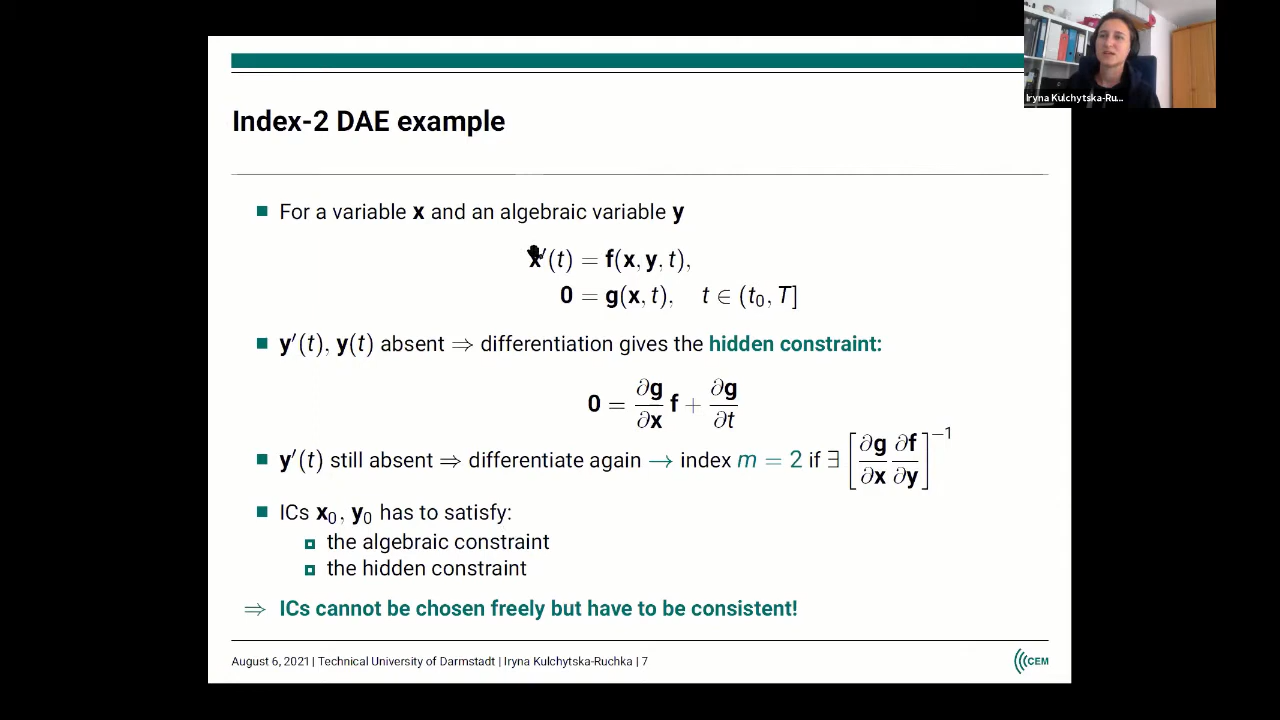 Iryna Kulchytska-Ru...
Index-2 DAE example
For a variable x and an algebraic variable y
x′(t) = f(x, y, t),
0 = g(x, t), t ∈ (t₀, T]
y′(t), y(t) absent ⇒ differentiation gives the hidden constraint:
0 = ∂g/∂x f + ∂g/∂t
y′(t) still absent ⇒ differentiate again → index m = 2 if ∃ [∂g/∂x ∂f/∂y]⁻¹
ICs x₀, y₀ has to satisfy:
the algebraic constraint
the hidden constraint
⇒ ICs cannot be chosen freely but have to be consistent!
August 6, 2021 | Technical University of Darmstadt | Iryna Kulchytska-Ruchka | 7
CEM